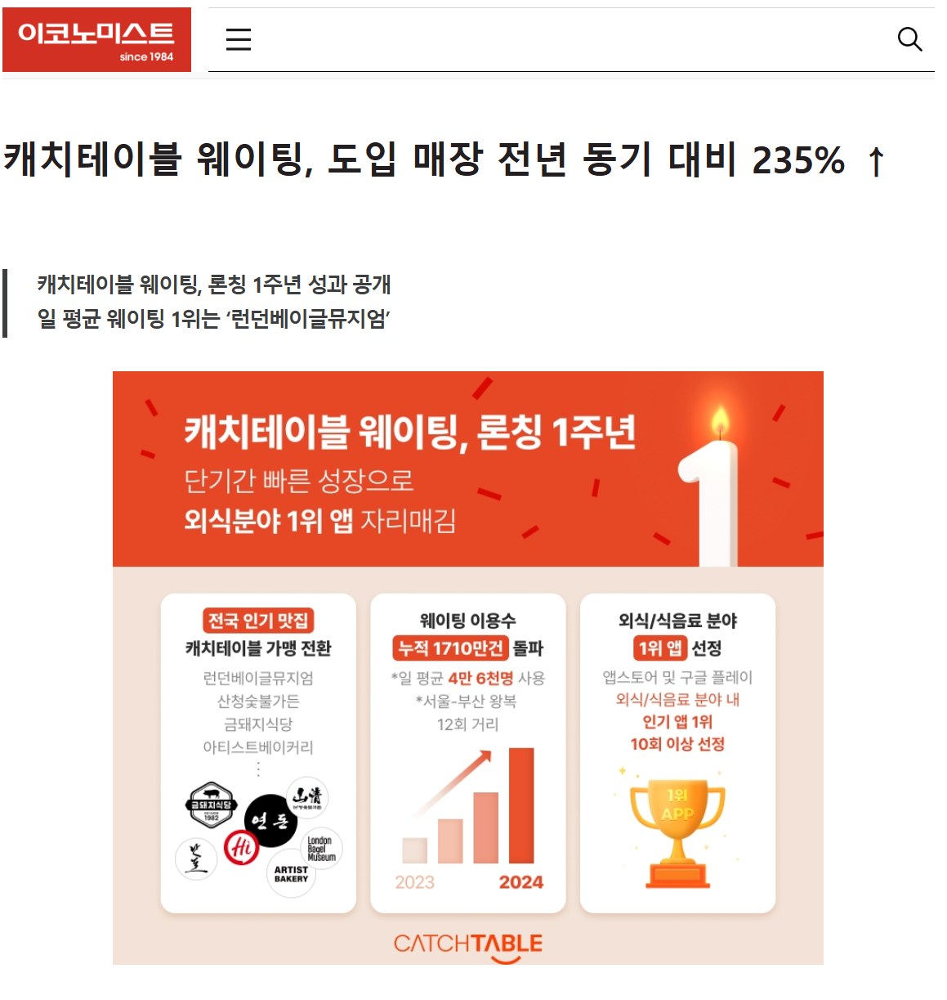 이코노미스트
since 1984
캐치테이블 웨이팅, 도입 매장 전년 동기 대비 235% ↑
캐치테이블 웨이팅, 론칭 1주년 성과 공개
일 평균 웨이팅 1위는 ‘런던베이글뮤지엄’
캐치테이블 웨이팅, 론칭 1주년
단기간 빠른 성장으로
외식분야 1위 앱 자리매김
전국 인기 맛집
캐치테이블 가맹 전환
런던베이글뮤지엄
산청숯불가든
금돼지식당
아티스트베이커리
금돼지식당
1982
山淸
연돈
Hi
London
Bagel
Museum
ARTIST
BAKERY
웨이팅 이용수
누적 1710만건 돌파
*일 평균 4만 6천명 사용
*서울-부산 왕복
12회 거리
2023
2024
외식/식음료 분야
1위 앱 선정
앱스토어 및 구글 플레이
외식/식음료 분야 내
인기 앱 1위
10회 이상 선정
1위
APP
CATCHTABLE